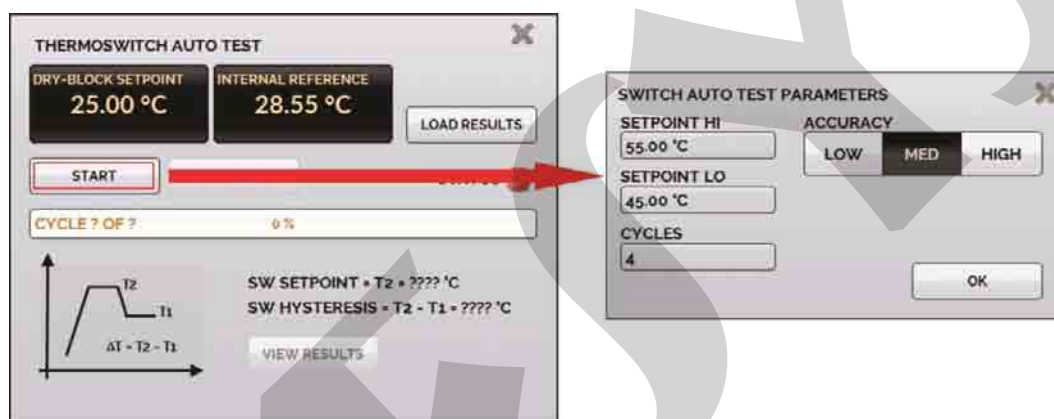 THERMOSWITCH AUTO TEST
DRY-BLOCK SETPOINT
25.00 °C
INTERNAL REFERENCE
28.55 °C
LOAD RESULTS
START
CYCLE ? OF ? 0 %
T2
T1
ΔT = T2 - T1
SW SETPOINT = T2 = ???? °C
SW HYSTERESIS = T2 - T1 = ???? °C
VIEW RESULTS
SWITCH AUTO TEST PARAMETERS
SETPOINT HI
55.00 °C
SETPOINT LO
45.00 °C
CYCLES
4
ACCURACY
LOW MED HIGH
OK